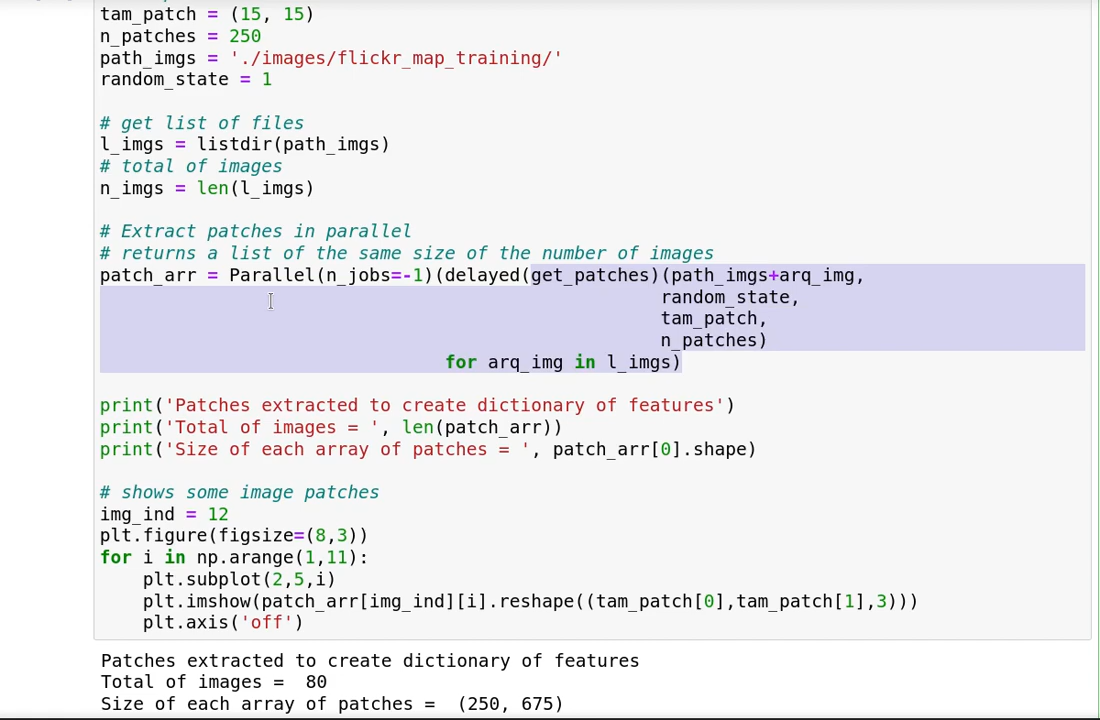 tam_patch = (15, 15)
n_patches = 250
path_imgs = './images/flickr_map_training/'
random_state = 1

# get list of files
l_imgs = listdir(path_imgs)
# total of images
n_imgs = len(l_imgs)

# Extract patches in parallel
# returns a list of the same size of the number of images
patch_arr = Parallel(n_jobs=-1)(delayed(get_patches)(path_imgs+arq_img,
                                                    random_state,
                                                    tam_patch,
                                                    n_patches)
                                for arq_img in l_imgs)

print('Patches extracted to create dictionary of features')
print('Total of images = ', len(patch_arr))
print('Size of each array of patches = ', patch_arr[0].shape)

# shows some image patches
img_ind = 12
plt.figure(figsize=(8,3))
for i in np.arange(1,11):
    plt.subplot(2,5,i)
    plt.imshow(patch_arr[img_ind][i].reshape((tam_patch[0],tam_patch[1],3)))
    plt.axis('off')
Patches extracted to create dictionary of features
Total of images =  80
Size of each array of patches =  (250, 675)